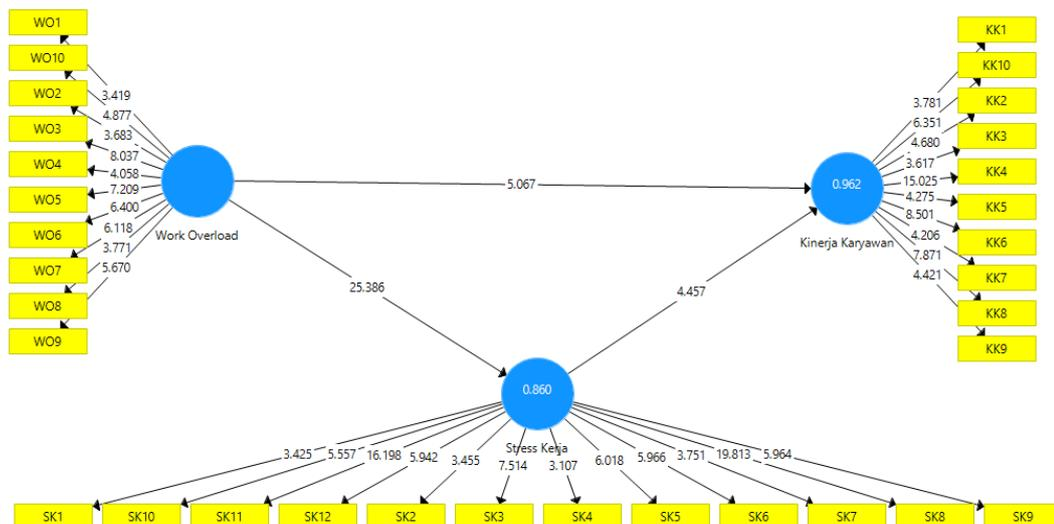 WO1
WO10
WO2
WO3
WO4
WO5
WO6
WO7
WO8
WO9
3.419
4.877
3.683
8.037
4.058
7.209
6.400
6.118
3.771
5.670
Work Overload
5.067
25.386
4.457
0.962
Kinerja Karyawan
3.781
6.351
4.680
3.617
15.025
4.275
8.501
4.206
7.871
4.421
KK1
KK10
KK2
KK3
KK4
KK5
KK6
KK7
KK8
KK9
0.860
Stress Kerja
3.425 5.557 16.198 5.942 3.455 7.514 3.107 6.018 5.966 3.751 19.813 5.964
SK1 SK10 SK11 SK12 SK2 SK3 SK4 SK5 SK6 SK7 SK8 SK9